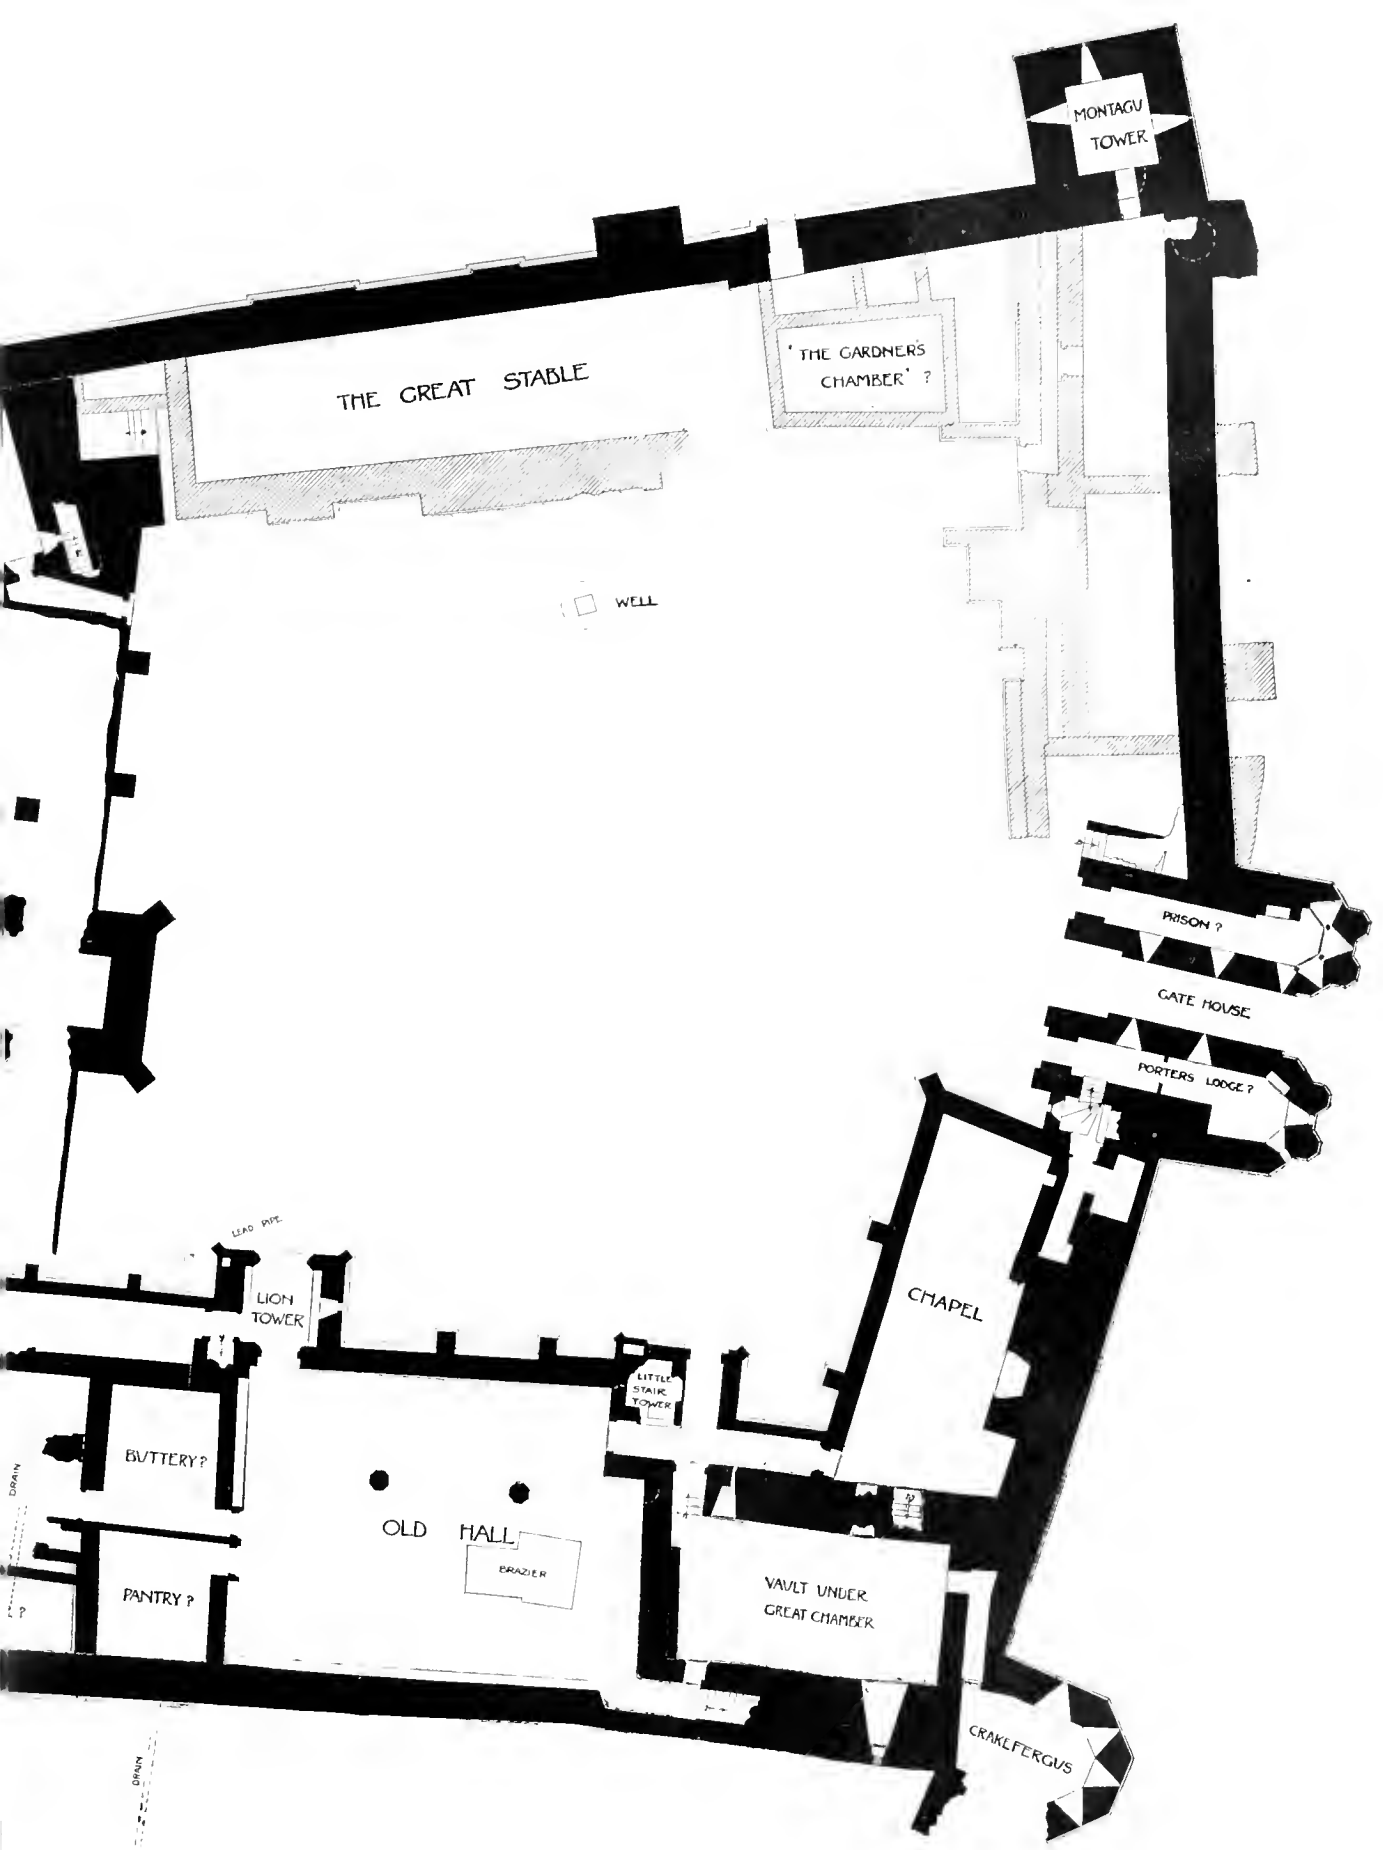 MONTAGU
TOWER
THE GREAT STABLE
'THE GARDNER'S
CHAMBER' ?
WELL
PRISON ?
GATE HOUSE
PORTERS LODGE ?
LEAD PIPE
LION
TOWER
CHAPEL
LITTLE
STAIR
TOWER
BUTTERY ?
DRAIN
OLD HALL
BRAZIER
PANTRY ?
VAULT UNDER
GREAT CHAMBER
?
CRAKEFERGUS
DRAIN